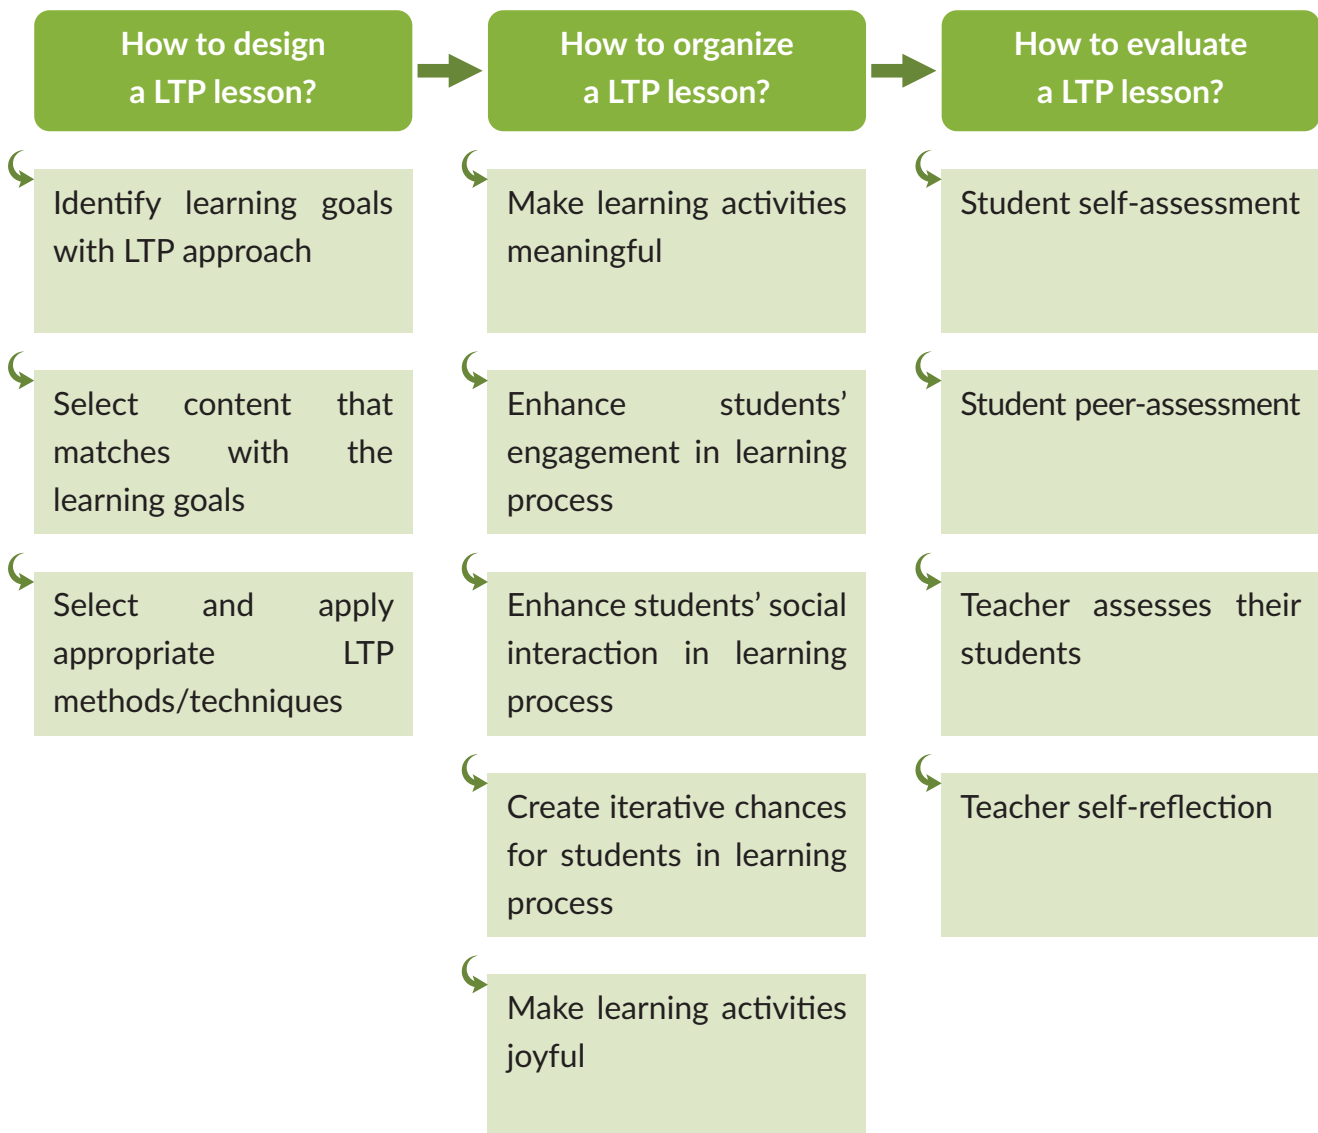 How to design
a LTP lesson?
Identify learning goals
with LTP approach
Select content that
matches with the
learning goals
Select and apply
appropriate LTP
methods/techniques
How to organize
a LTP lesson?
Make learning activities
meaningful
Enhance students’
engagement in learning
process
Enhance students’ social
interaction in learning
process
Create iterative chances
for students in learning
process
Make learning activities
joyful
How to evaluate
a LTP lesson?
Student self-assessment
Student peer-assessment
Teacher assesses their
students
Teacher self-reflection